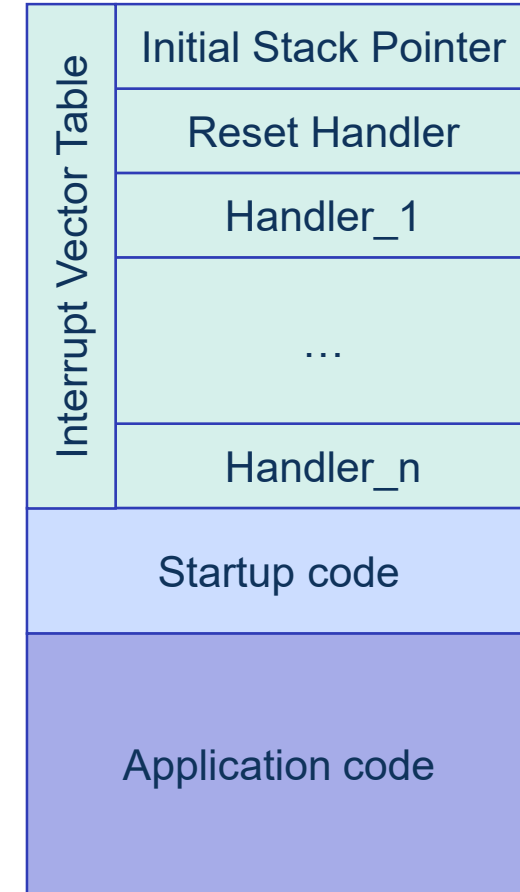 Interrupt Vector Table
Initial Stack Pointer
Reset Handler
Handler_1
…
Handler_n
Startup code
Application code